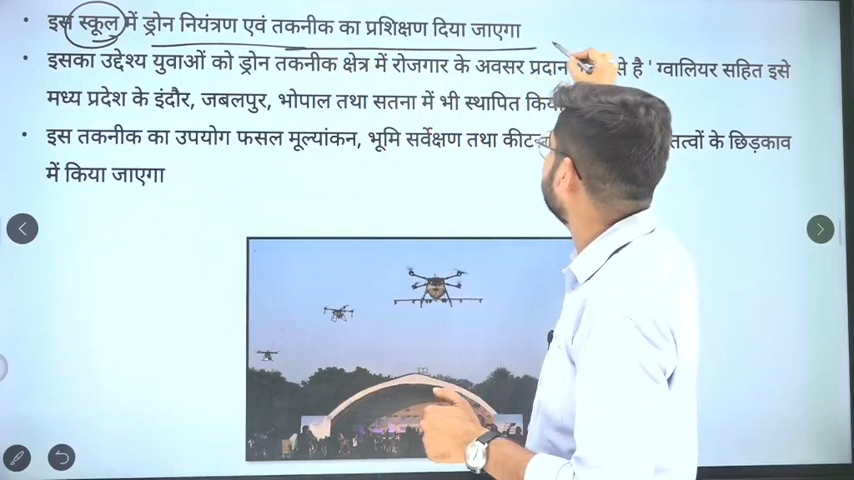 • इस स्कूल में ड्रोन नियंत्रण एवं तकनीक का प्रशिक्षण दिया जाएगा
• इसका उद्देश्य युवाओं को ड्रोन तकनीक क्षेत्र में रोजगार के अवसर प्रदान से है ' ग्वालियर सहित इसे
मध्य प्रदेश के इंदौर, जबलपुर, भोपाल तथा सतना में भी स्थापित
• इस तकनीक का उपयोग फसल मूल्यांकन, भूमि सर्वेक्षण तथा तत्वों के छिड़काव
में किया जाएगा